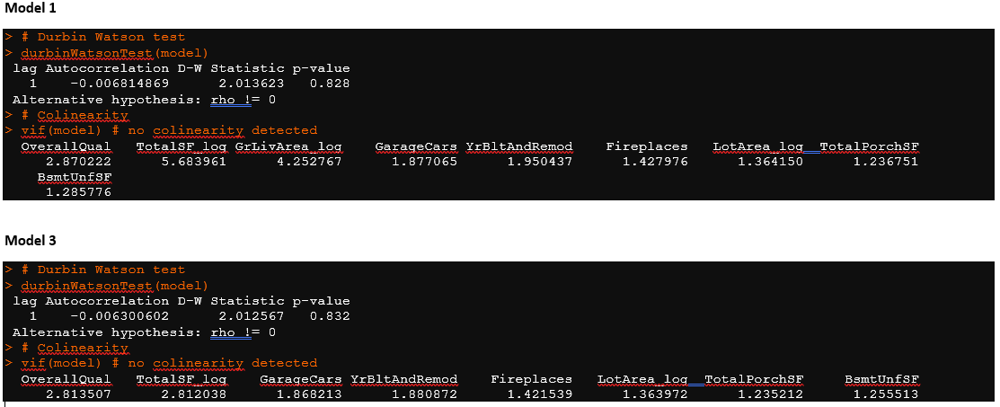 Model 1
> # Durbin Watson test
> durbinWatsonTest(model)
lag Autocorrelation D-W Statistic p-value
1 -0.006814869 2.013623 0.828
Alternative hypothesis: rho != 0
> # Colinearity
> vif(model) # no colinearity detected
OverallQual TotalSF_log GrLivArea_log GarageCars YrBltAndRemod Fireplaces LotArea_log TotalPorchSF
2.870222 5.683961 4.252767 1.877065 1.950437 1.427976 1.364150 1.236751
BsmtUnfSF
1.285776
Model 3
> # Durbin Watson test
> durbinWatsonTest(model)
lag Autocorrelation D-W Statistic p-value
1 -0.006300602 2.012567 0.832
Alternative hypothesis: rho != 0
> # Colinearity
> vif(model) # no colinearity detected
OverallQual TotalSF_log GarageCars YrBltAndRemod Fireplaces LotArea_log TotalPorchSF BsmtUnfSF
2.813507 2.812038 1.868213 1.880872 1.421539 1.363972 1.235212 1.255513